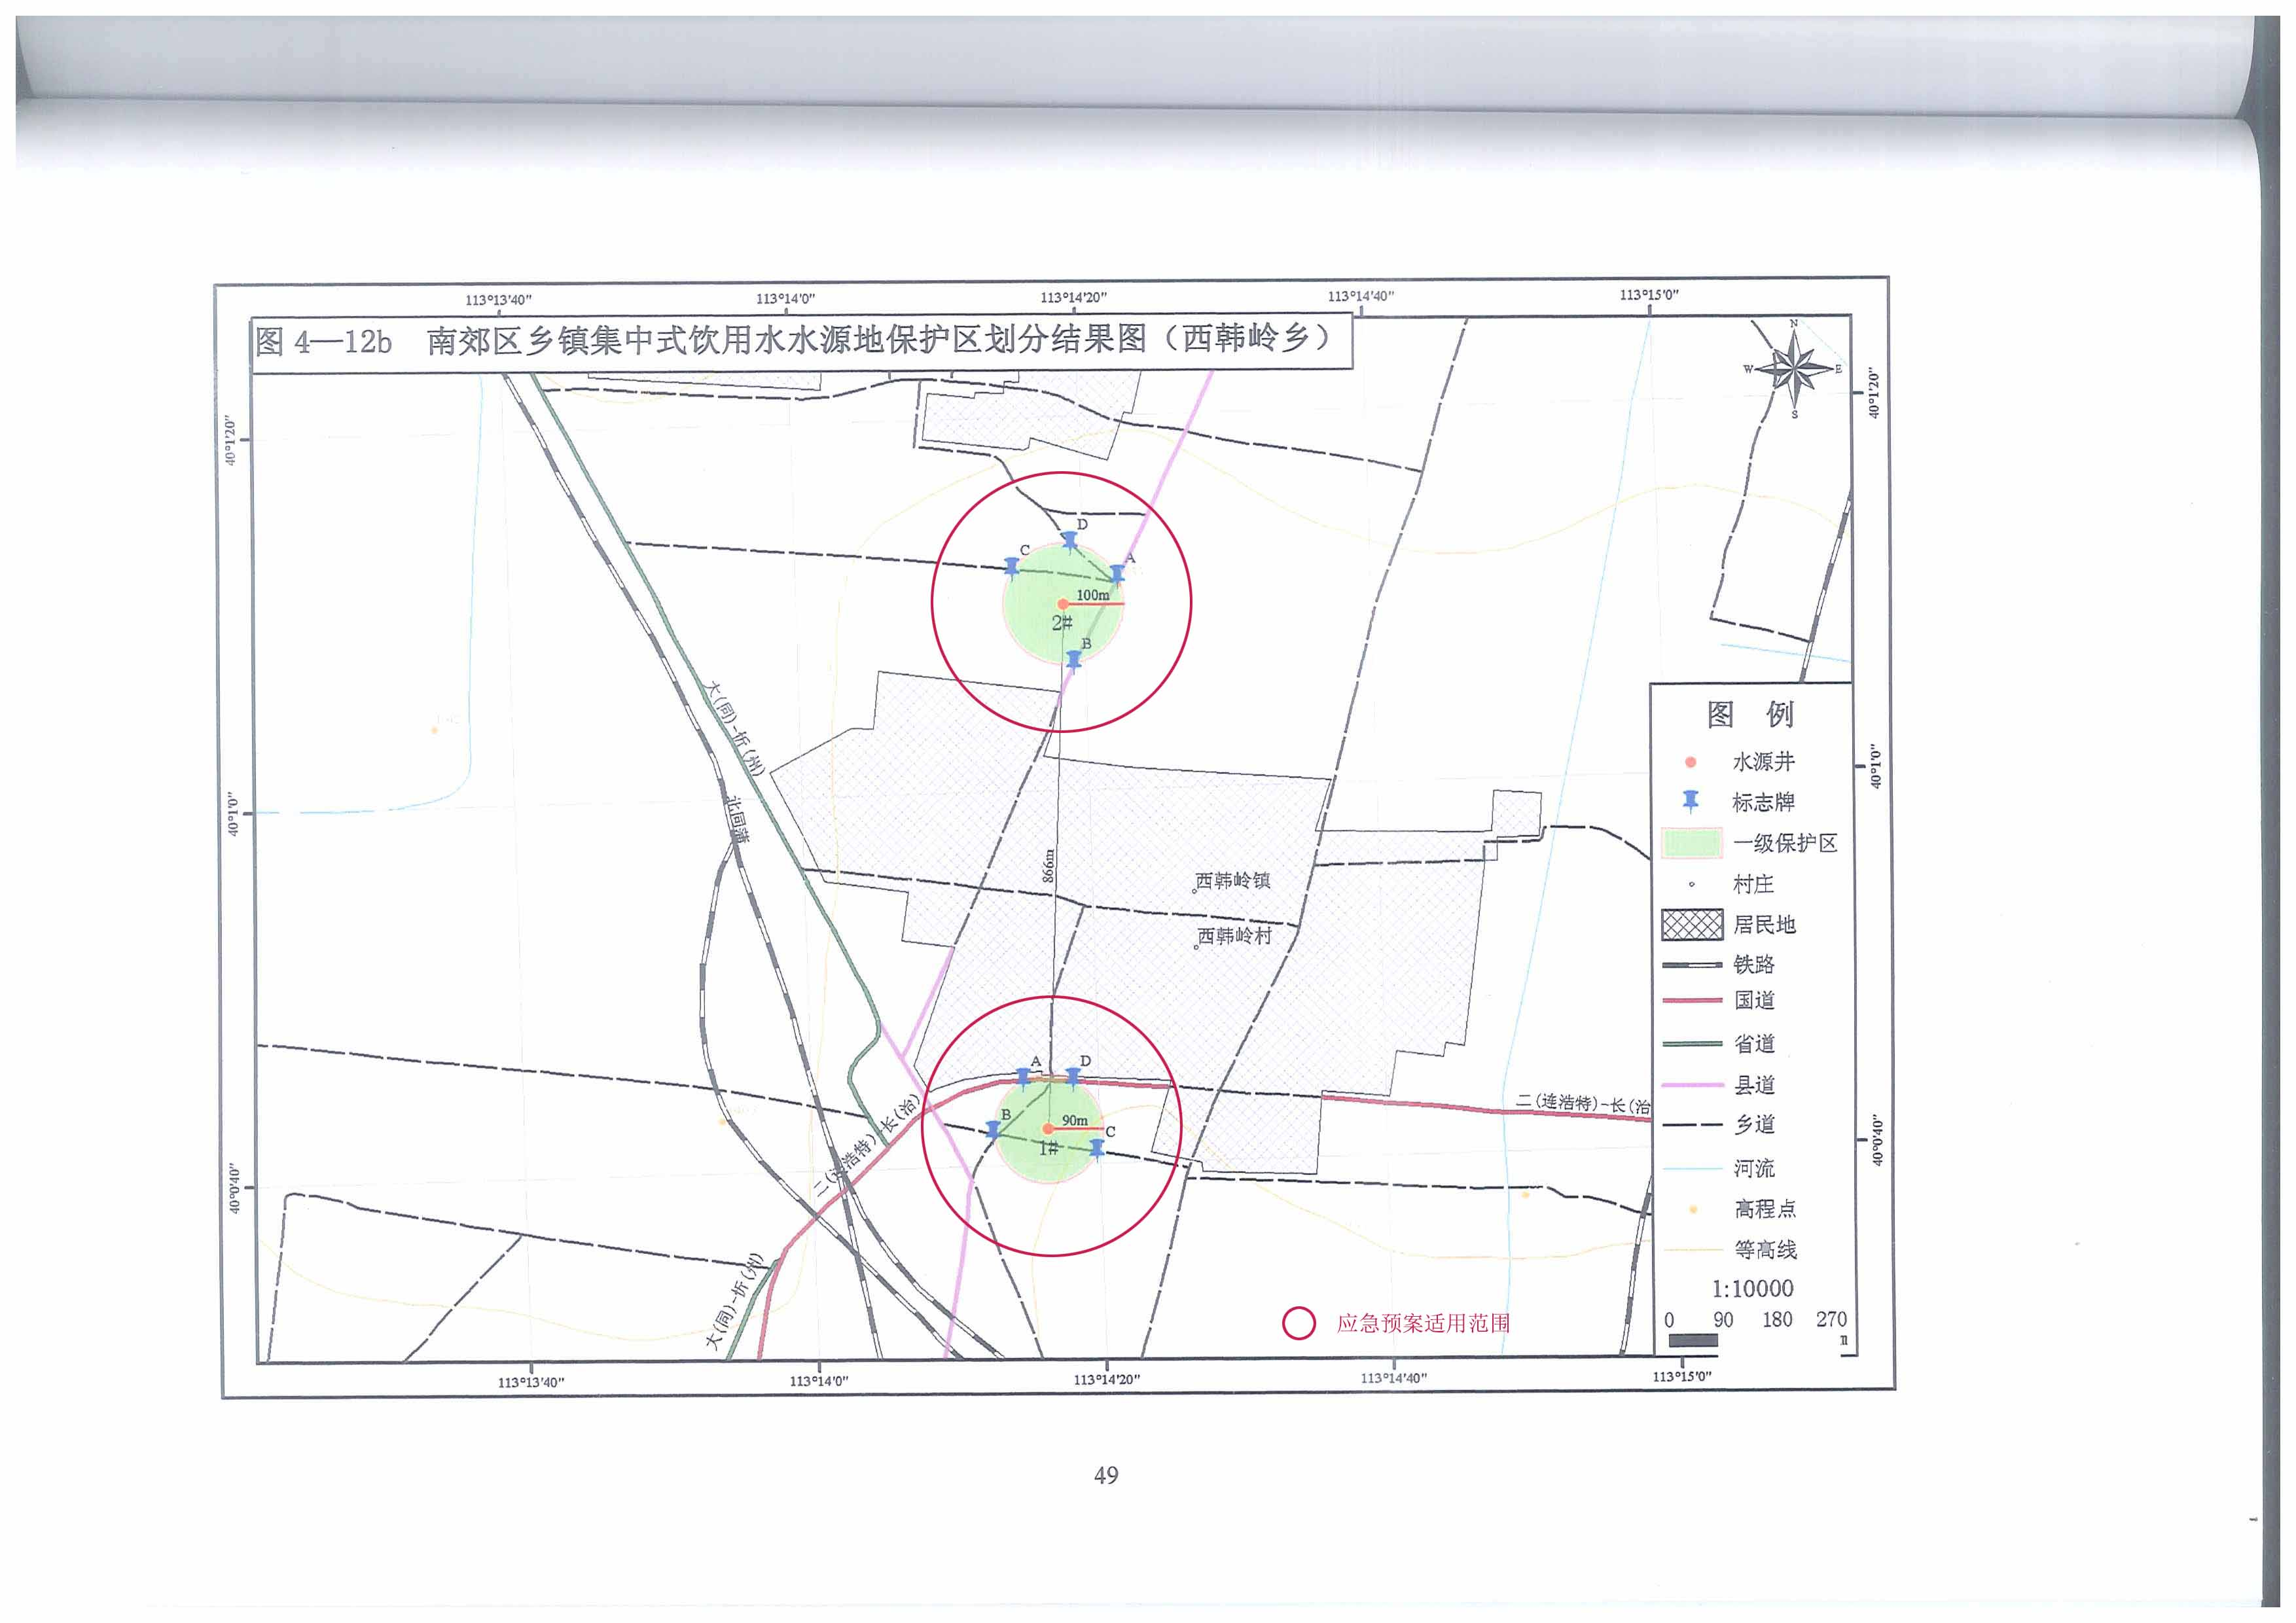 113°13'40"
113°14'0"
113°14'20"
113°14'40"
113°15'0"
图 4—12b 南郊区乡镇集中式饮用水水源地保护区划分结果图（西韩岭乡）
N
W
E
S
40°1'20"
40°1'20"
D
C
A
100m
2#
B
大(同)-忻(州)
北同蒲
40°1'0"
40°1'0"
866m
西韩岭镇
西韩岭村
A
D
B
90m
C
1#
二(连浩特)-长(治)
二(连浩特)-长(治
40°0'40"
40°0'40"
大(同)-忻(州)
图 例
水源井
标志牌
一级保护区
村庄
居民地
铁路
国道
省道
县道
乡道
河流
高程点
等高线
1:10000
0 90 180 270
m
应急预案适用范围
113°13'40"
113°14'0"
113°14'20"
113°14'40"
113°15'0"
49